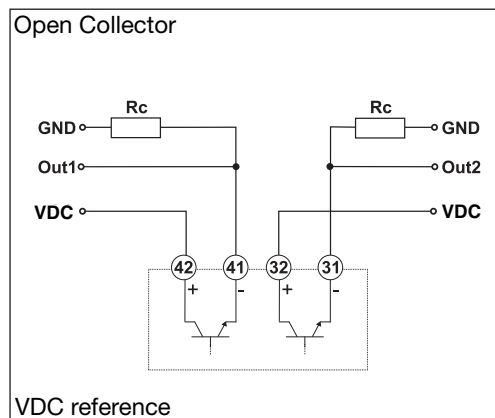 Open Collector
Rc Rc
GND GND
Out1 Out2
VDC VDC
42 41 32 31
+ - + -
VDC reference